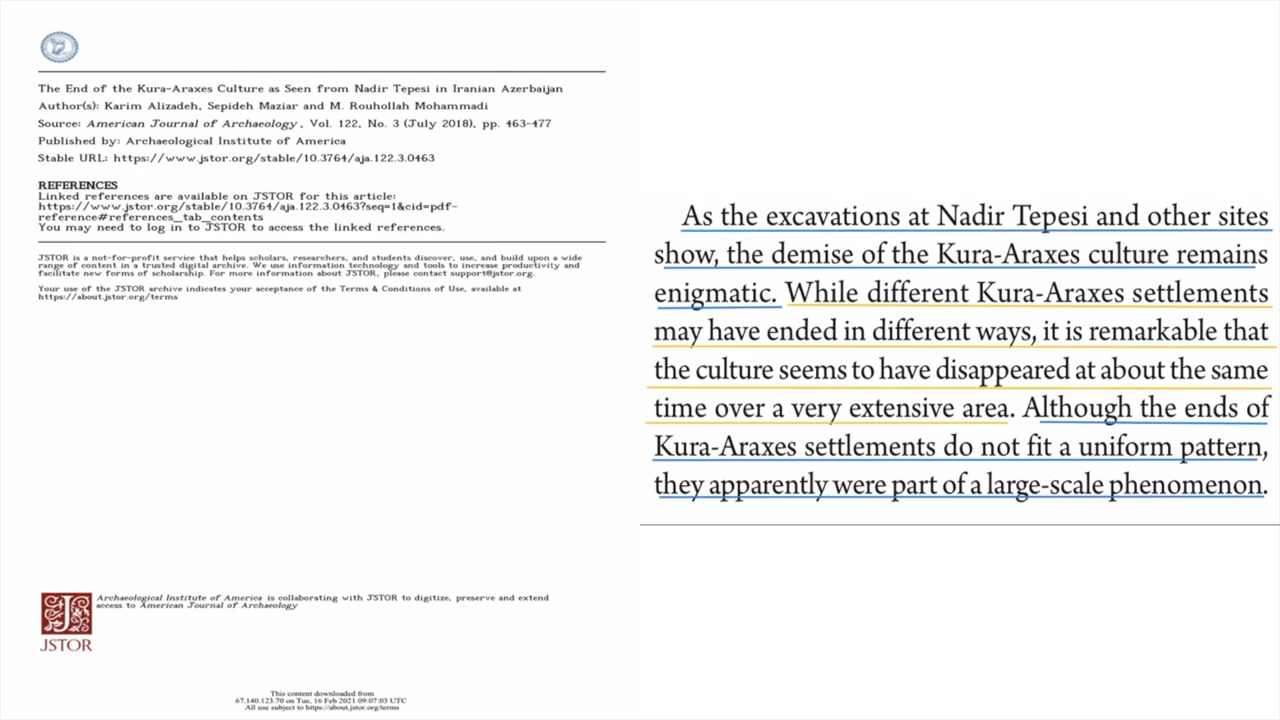 The End of the Kura-Araxes Culture as Seen from Nadir Tepesi in Iranian Azerbaijan
Author(s): Karim Alizadeh, Sepideh Maziar and M. Rouhollah Mohammadi
Source: American Journal of Archaeology, Vol. 122, No. 3 (July 2018), pp. 463-477
Published by: Archaeological Institute of America
Stable URL: https://www.jstor.org/stable/10.3764/aja.122.3.0463
REFERENCES
Linked references are available on JSTOR for this article:
https://www.jstor.org/stable/10.3764/aja.122.3.0463?seq=1&cid=pdf-
reference#references_tab_contents
You may need to log in to JSTOR to access the linked references.
JSTOR is a not-for-profit service that helps scholars, researchers, and students discover, use, and build upon a wide
range of content in a trusted digital archive. We use information technology and tools to increase productivity and
facilitate new forms of scholarship. For more information about JSTOR, please contact support@jstor.org.
Your use of the JSTOR archive indicates your acceptance of the Terms & Conditions of Use, available at
https://about.jstor.org/terms
Archaeological Institute of America is collaborating with JSTOR to digitize, preserve and extend
access to American Journal of Archaeology
JSTOR
This content downloaded from
67.140.123.70 on Tue, 16 Feb 2021 09:07:03 UTC
All use subject to https://about.jstor.org/terms
As the excavations at Nadir Tepesi and other sites
show, the demise of the Kura-Araxes culture remains
enigmatic. While different Kura-Araxes settlements
may have ended in different ways, it is remarkable that
the culture seems to have disappeared at about the same
time over a very extensive area. Although the ends of
Kura-Araxes settlements do not fit a uniform pattern,
they apparently were part of a large-scale phenomenon.